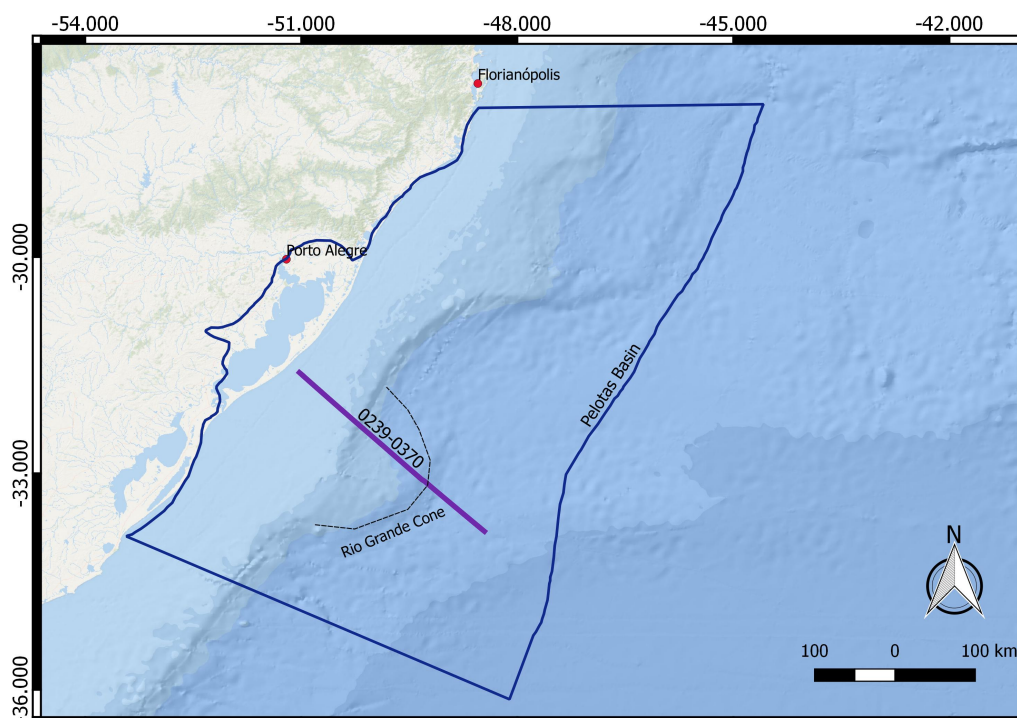 -54.000 -51.000 -48.000 -45.000 -42.000
Florianópolis
-30.000
Porto Alegre
Pelotas Basin
0239-0370
-33.000
Rio Grande Cone
N
100 0 100 km
-36.000